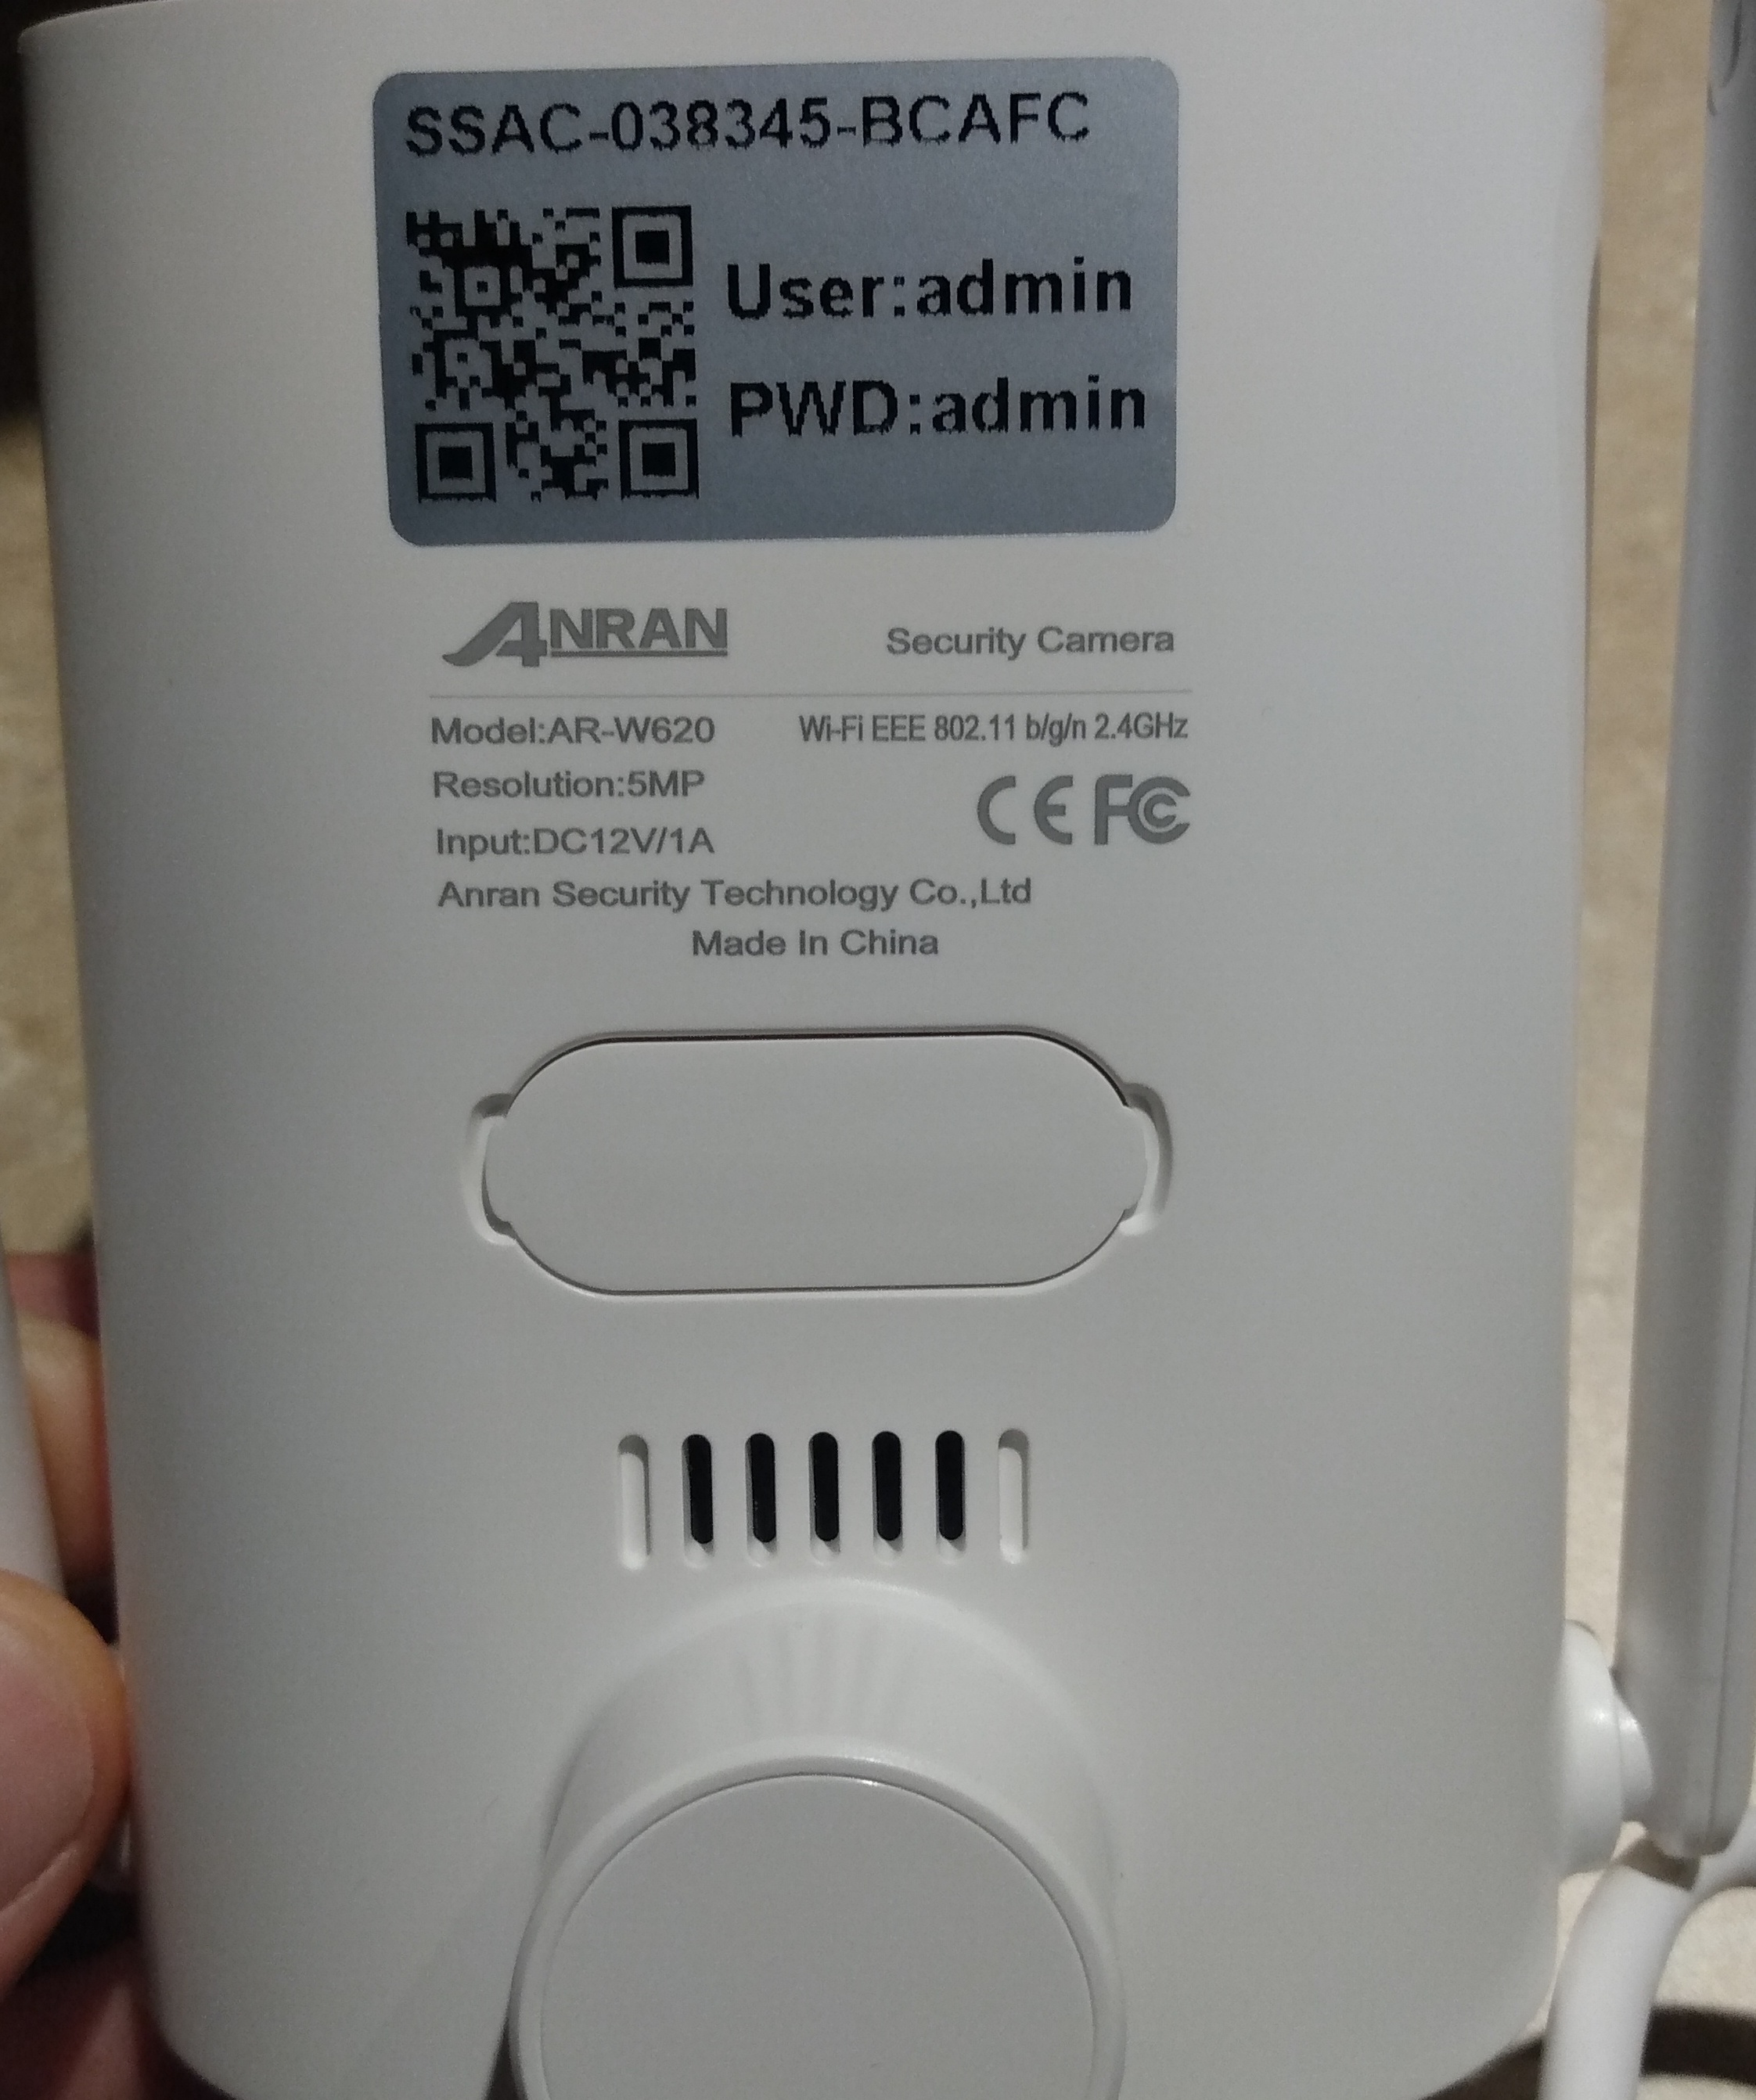 SSAC-038345-BCAFC
User:admin
PWD:admin
ANRAN
Security Camera
Model:AR-W620
Wi-Fi EEE 802.11 b/g/n 2.4GHz
Resolution:5MP
CE FC
Input:DC12V/1A
Anran Security Technology Co.,Ltd
Made In China